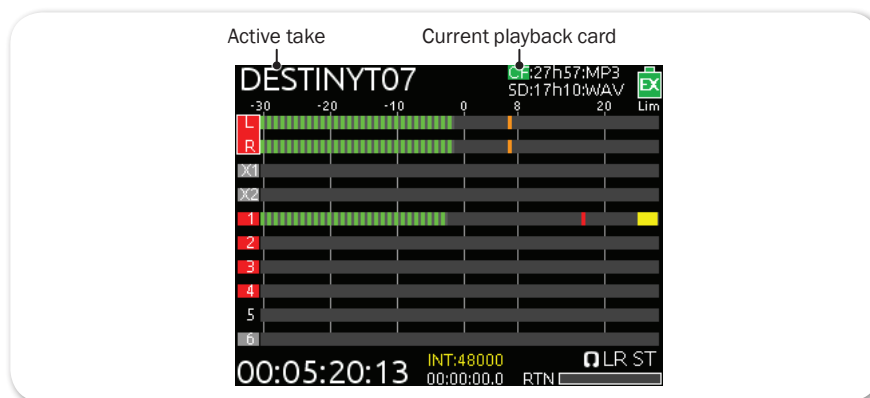 Active take Current playback card
DESTINYT07 CF:27h57:MP3
SD:17h10:WAV EX
-30 -20 -10 0 8 20 Lim
L
R
X1
X2
1
2
3
4
5
6
00:05:20:13 INT:48000 LR ST
00:00:00.0 RTN